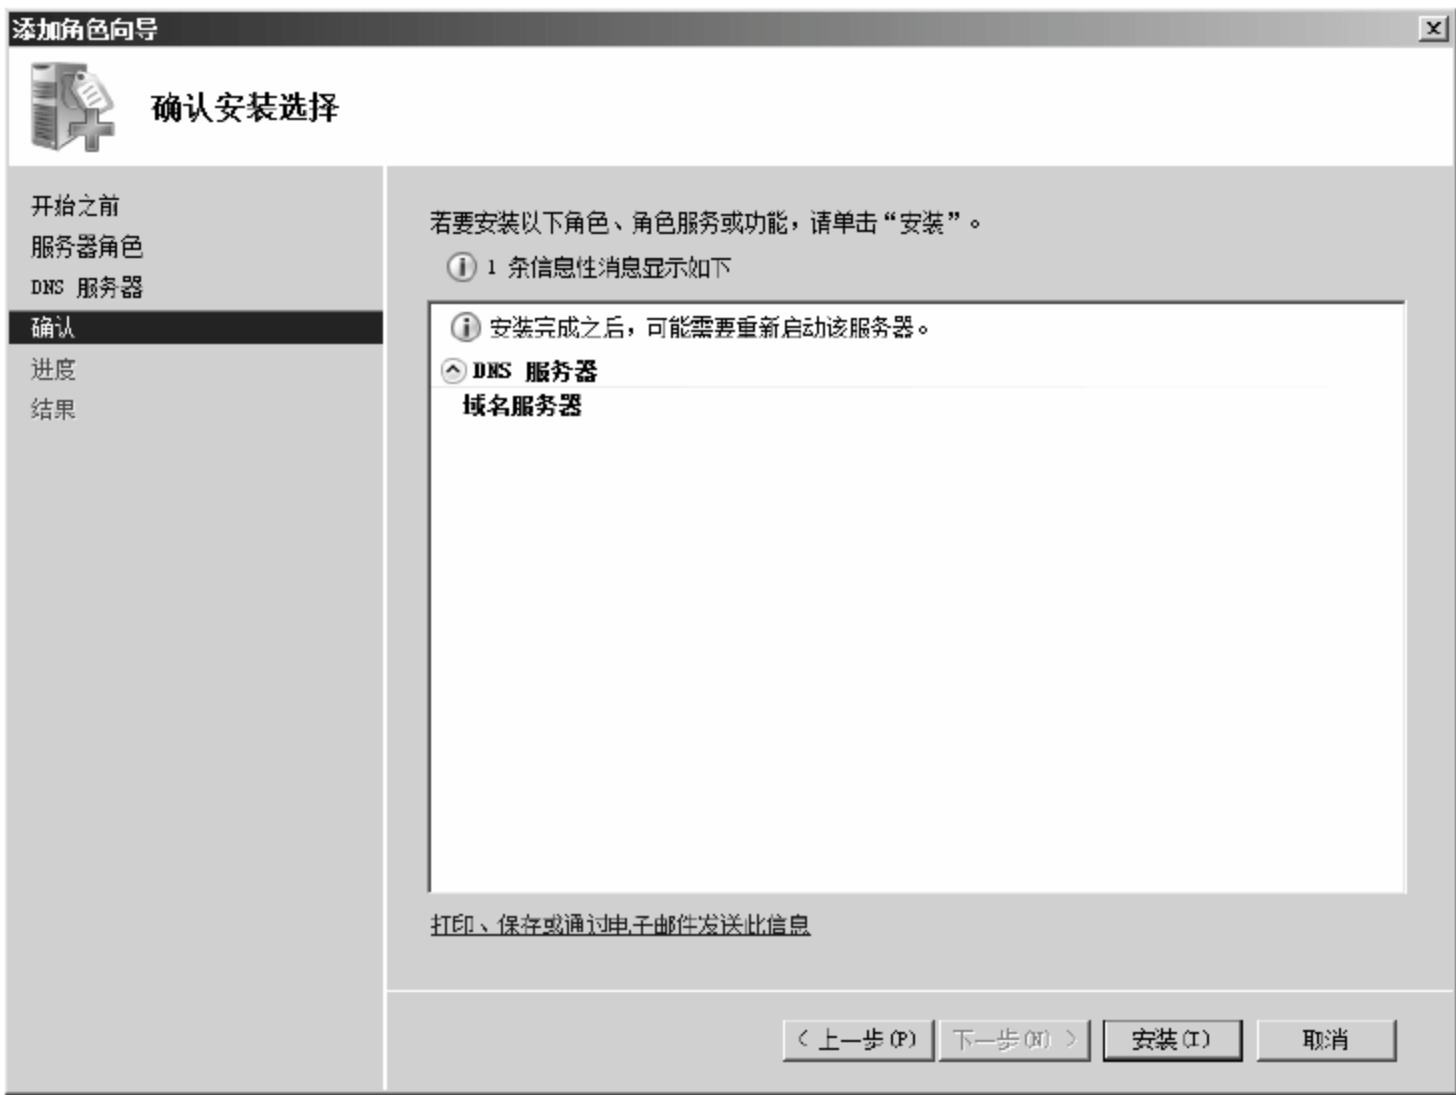 添加角色向导
确认安装选择
开始之前
服务器角色
DNS 服务器
确认
进度
结果
若要安装以下角色、角色服务或功能，请单击“安装”。
1 条信息性消息显示如下
安装完成之后，可能需要重新启动该服务器。
DNS 服务器
域名服务器
打印、保存或通过电子邮件发送此信息
< 上一步(P) 下一步(N) > 安装(I) 取消